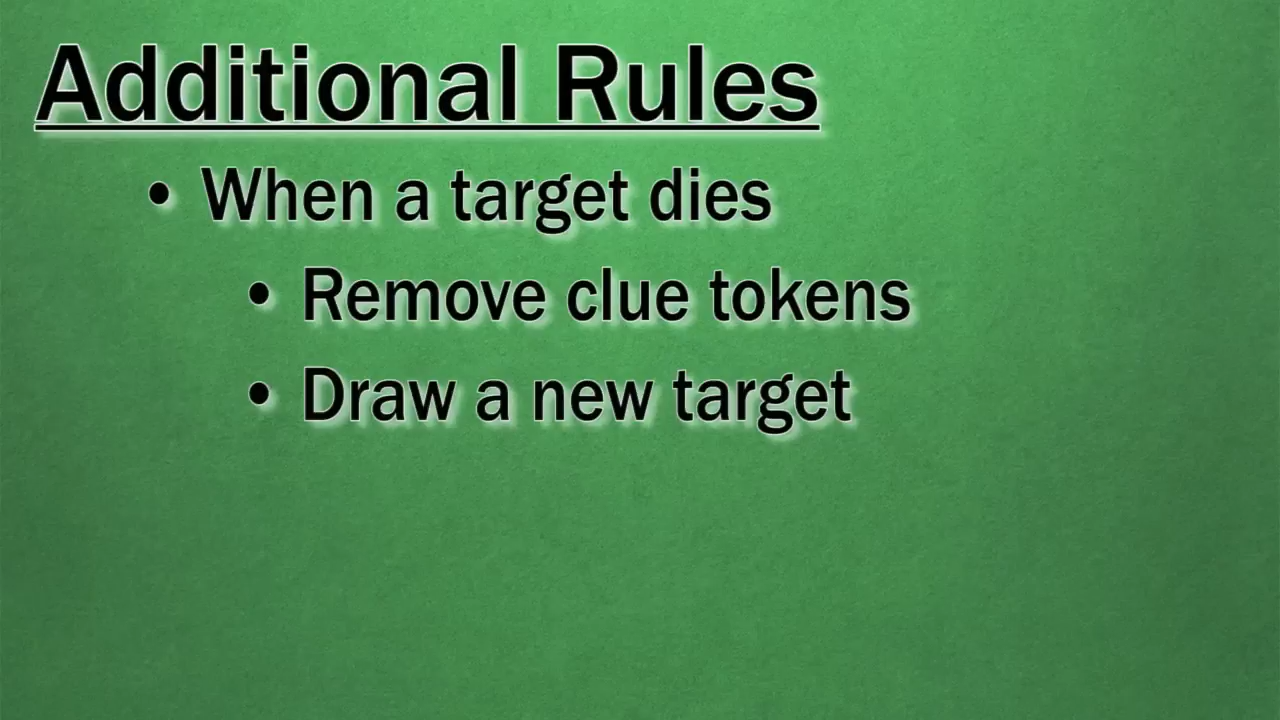 Additional Rules
• When a target dies
• Remove clue tokens
• Draw a new target